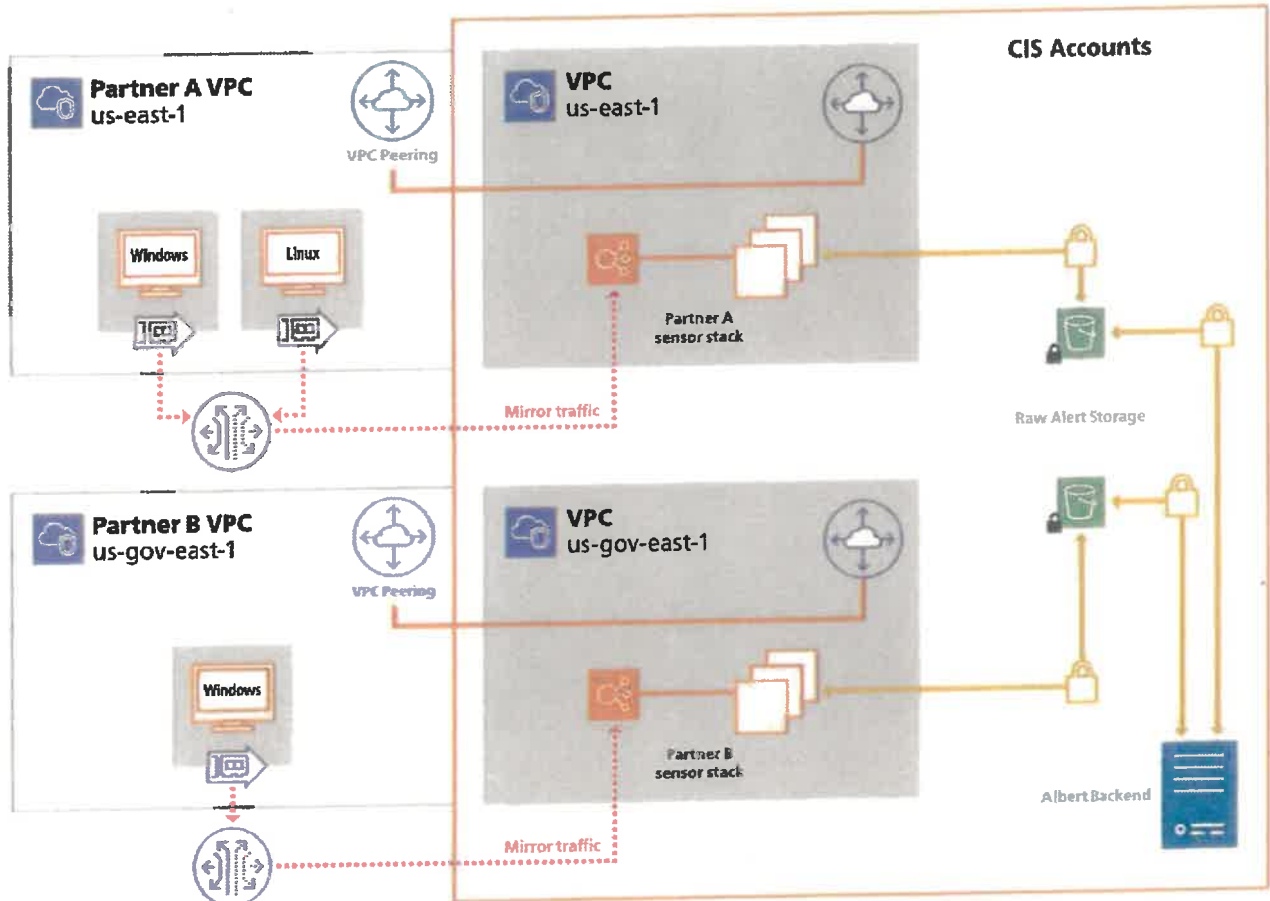 CIS Accounts
Partner A VPC
us-east-1
VPC Peering
VPC
us-east-1
Windows
Linux
Partner A
sensor stack
Mirror traffic
Raw Alert Storage
Partner B VPC
us-gov-east-1
VPC Peering
VPC
us-gov-east-1
Windows
Partner B
sensor stack
Mirror traffic
Albert Backend